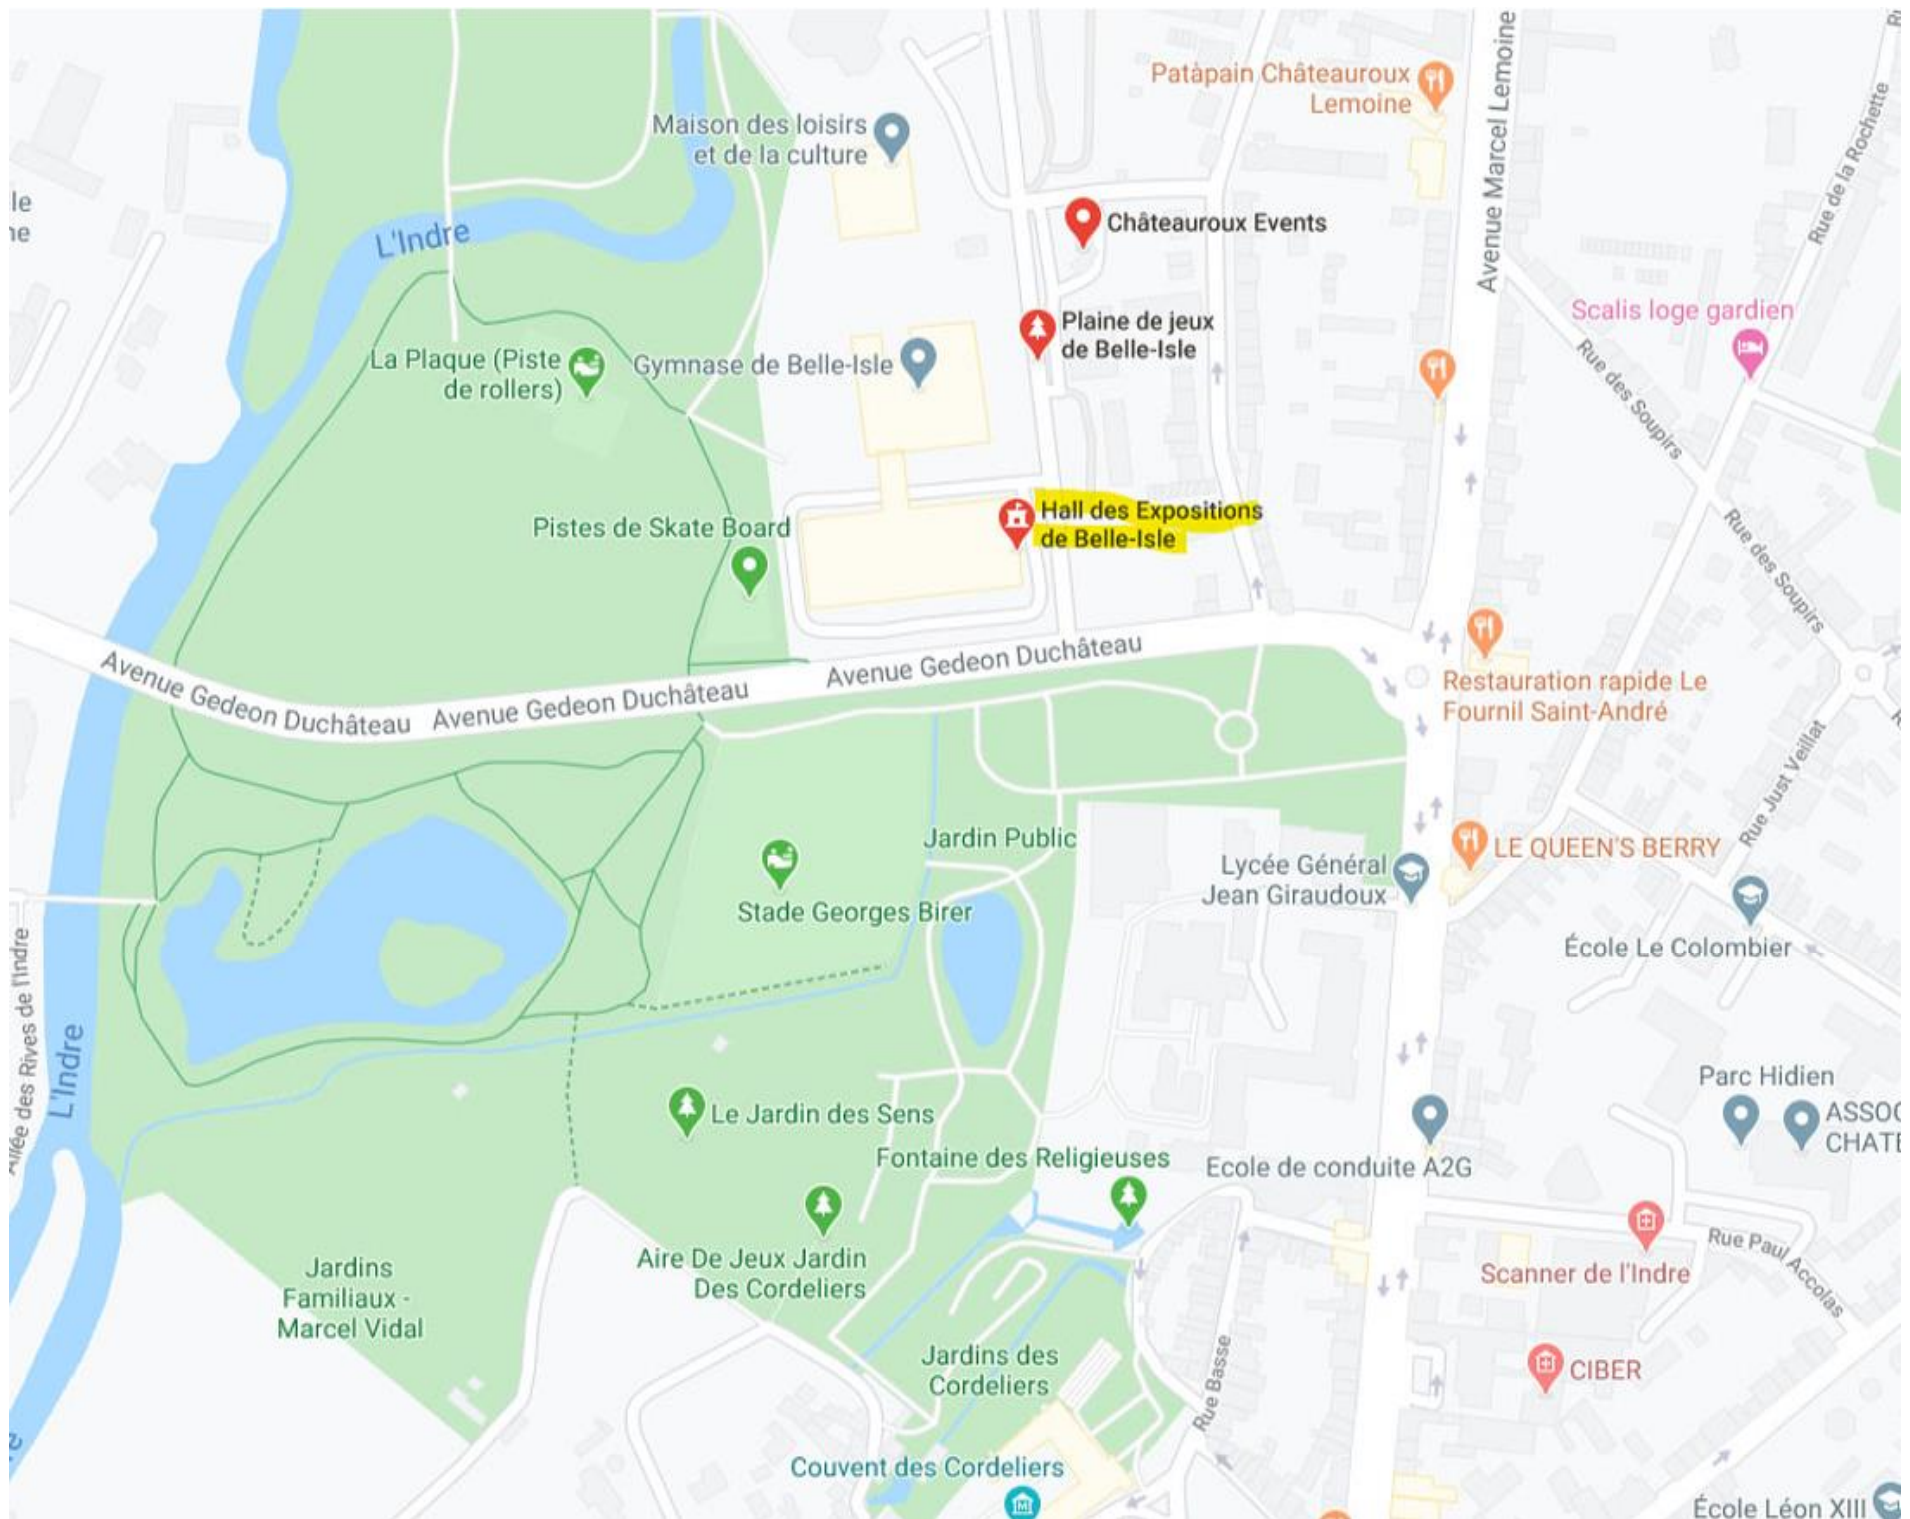 Avenue Marcel Lemoine
Patàpain Châteauroux
Lemoine
Maison des loisirs
et de la culture
Rue de la Rochette
le
L'Indre
Châteauroux Events
Scalis loge gardien
Plaine de jeux
de Belle-Isle
La Plaque (Piste
de rollers)
Gymnase de Belle-Isle
Rue des Soupirs
Hall des Expositions
de Belle-Isle
Pistes de Skate Board
Rue des Soupirs
Avenue Gedeon Duchâteau
Avenue Gedeon Duchâteau
Avenue Gedeon Duchâteau
Restauration rapide Le
Fournil Saint-André
Rue Just Veillat
Jardin Public
LE QUEEN'S BERRY
Lycée Général
Jean Giraudoux
Stade Georges Birer
École Le Colombier
Allée des Rives de l'Indre
L'Indre
Parc Hidien
Le Jardin des Sens
ASSOC
CHATE
Fontaine des Religieuses
Ecole de conduite A2G
Aire De Jeux Jardin
Des Cordeliers
Jardins
Familiaux -
Marcel Vidal
Rue Paul Accolas
Scanner de l'Indre
Jardins des
Cordeliers
Rue Basse
CIBER
Couvent des Cordeliers
M
École Léon XIII